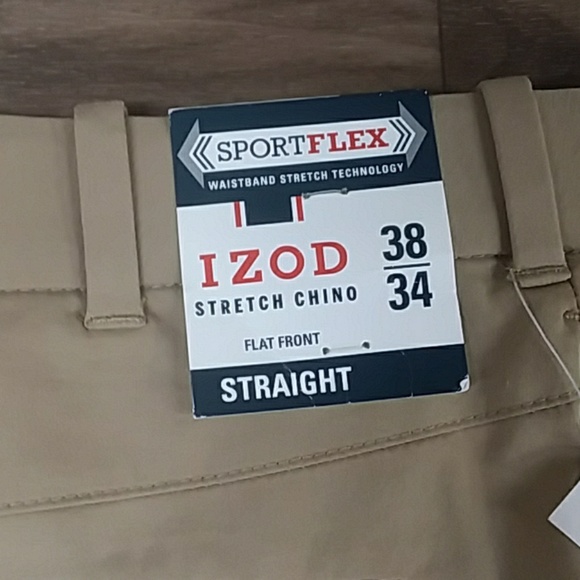 SPORTFLEX
WAISTBAND STRETCH TECHNOLOGY
IZOD
STRETCH CHINO
38
34
FLAT FRONT
STRAIGHT